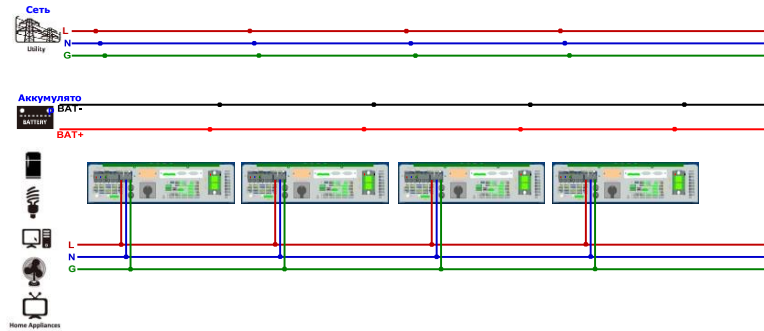 Сеть
L
N
G
Utility
Аккумулято
BAT-
BATTERY
BAT+
L
N
G
Home Appliances